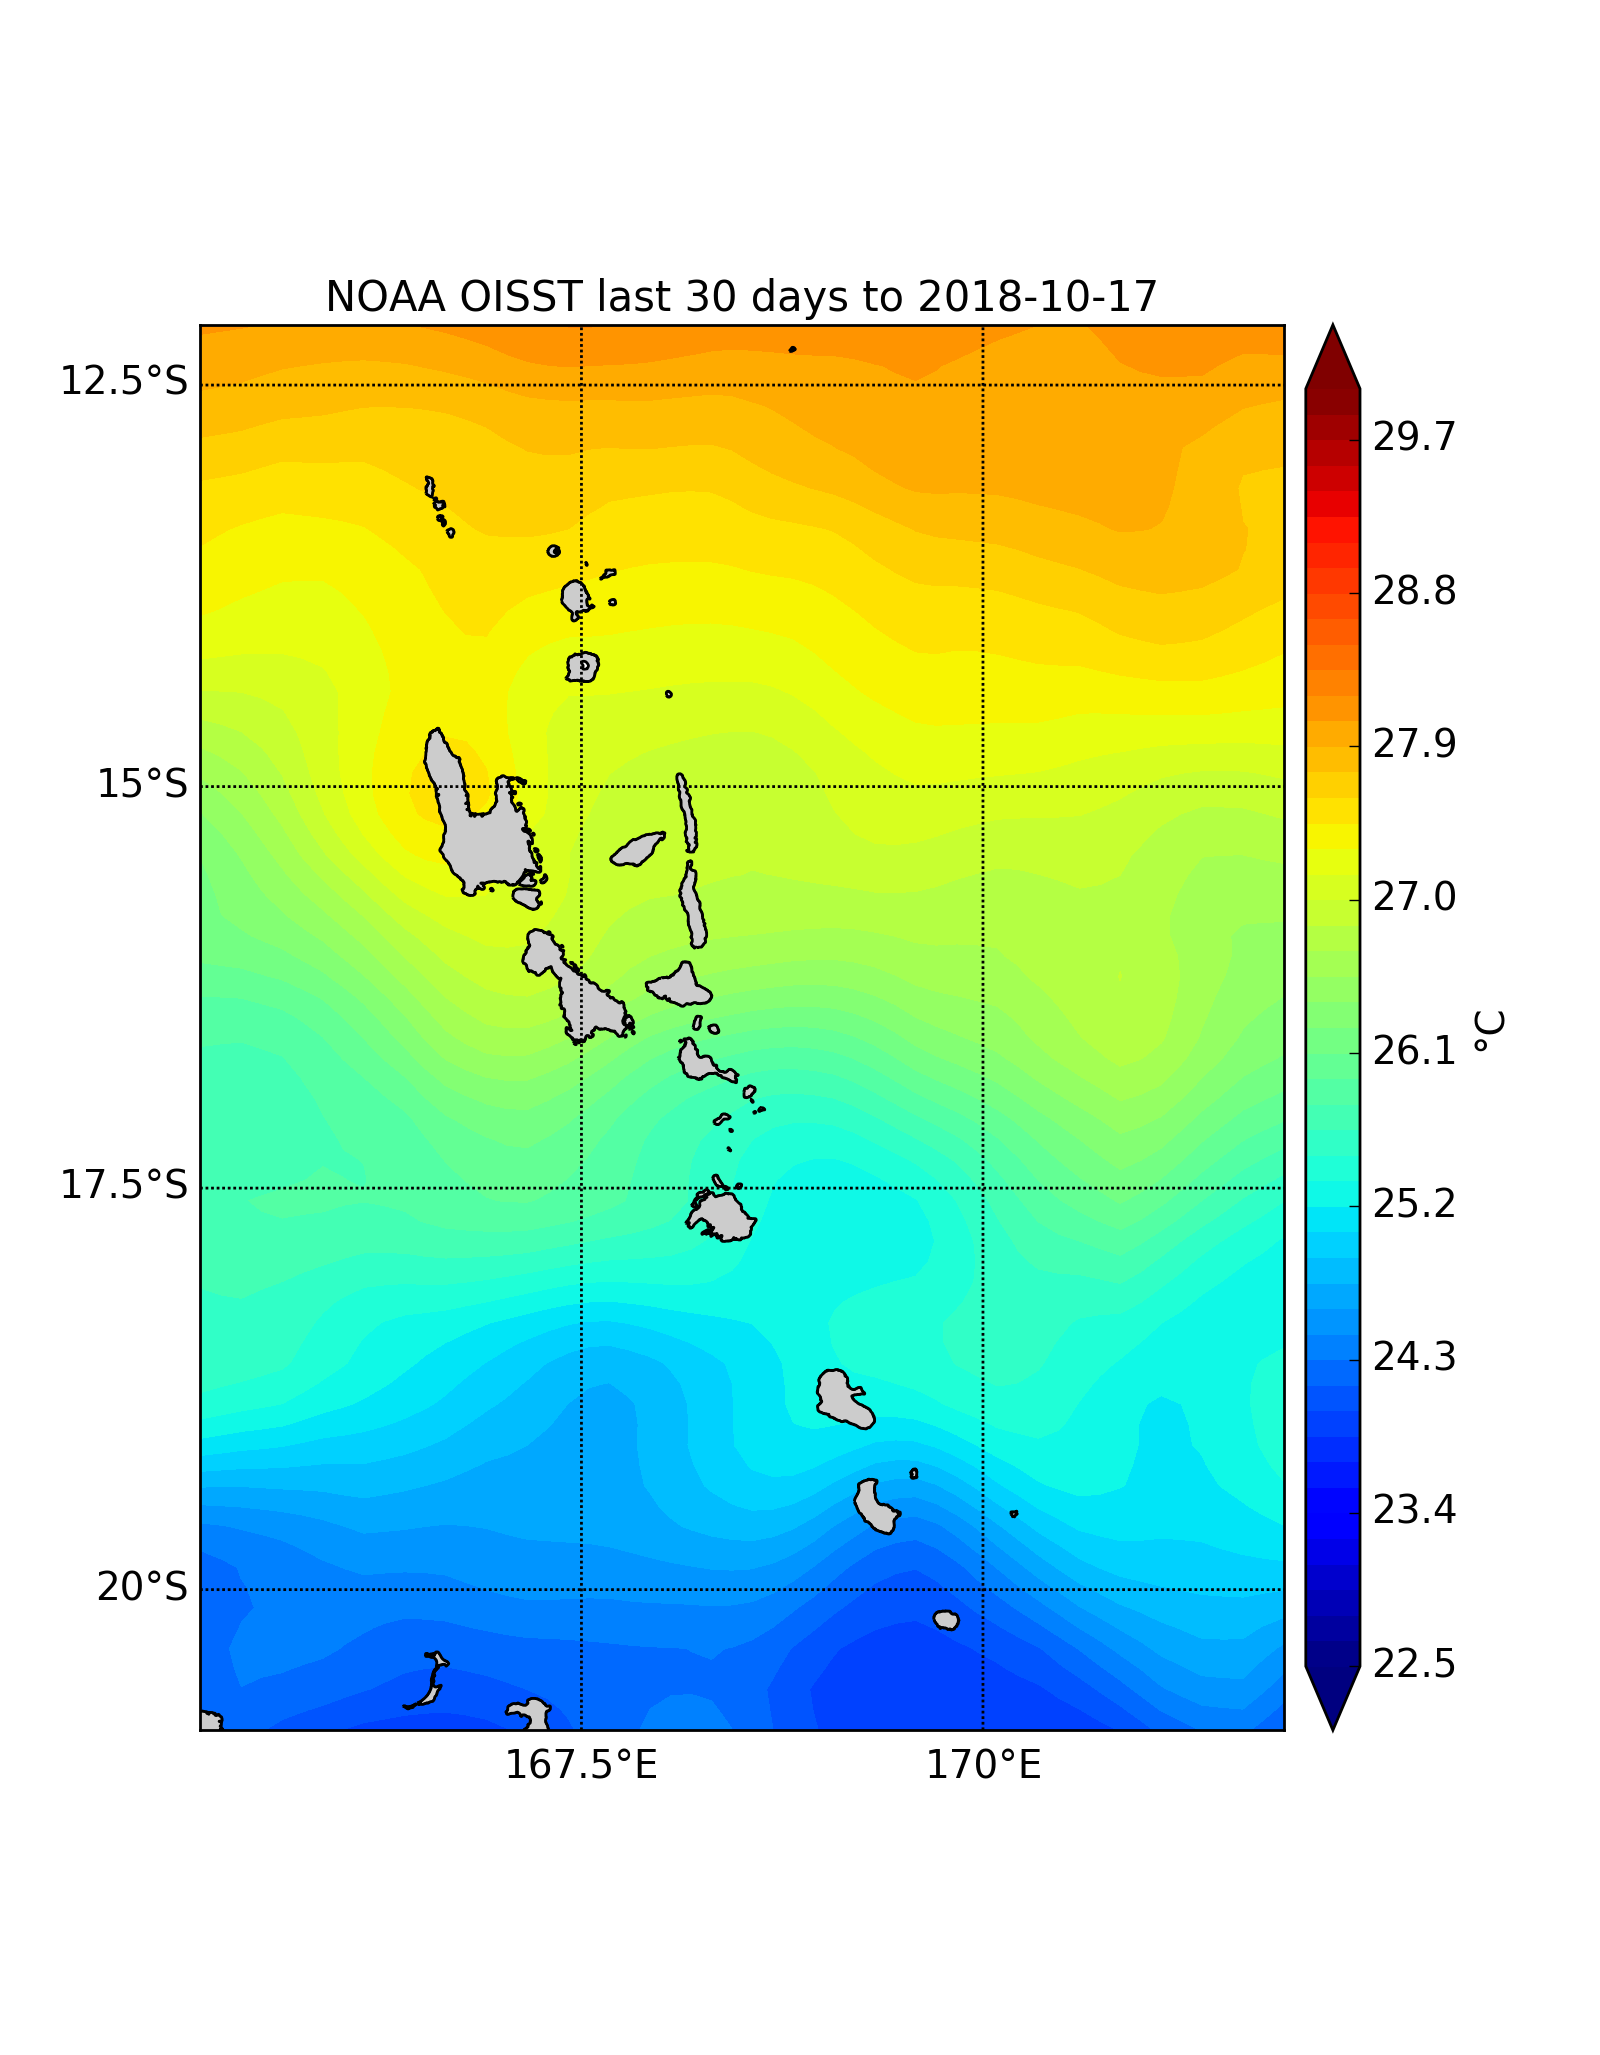 NOAA OISST last 30 days to 2018-10-17
12.5°S
15°S
17.5°S
20°S
167.5°E
170°E
29.7
28.8
27.9
27.0
26.1
25.2
24.3
23.4
22.5
°C